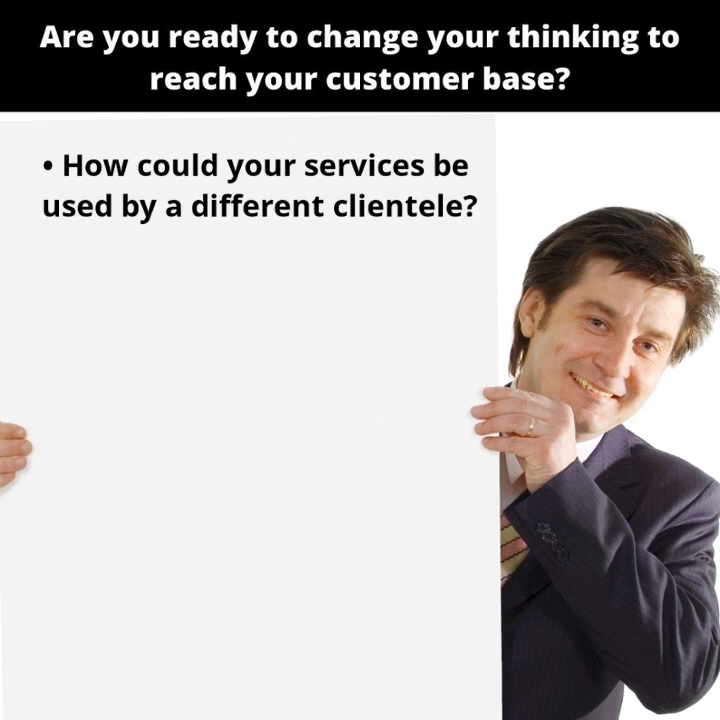 Are you ready to change your thinking to
reach your customer base?
• How could your services be
used by a different clientele?